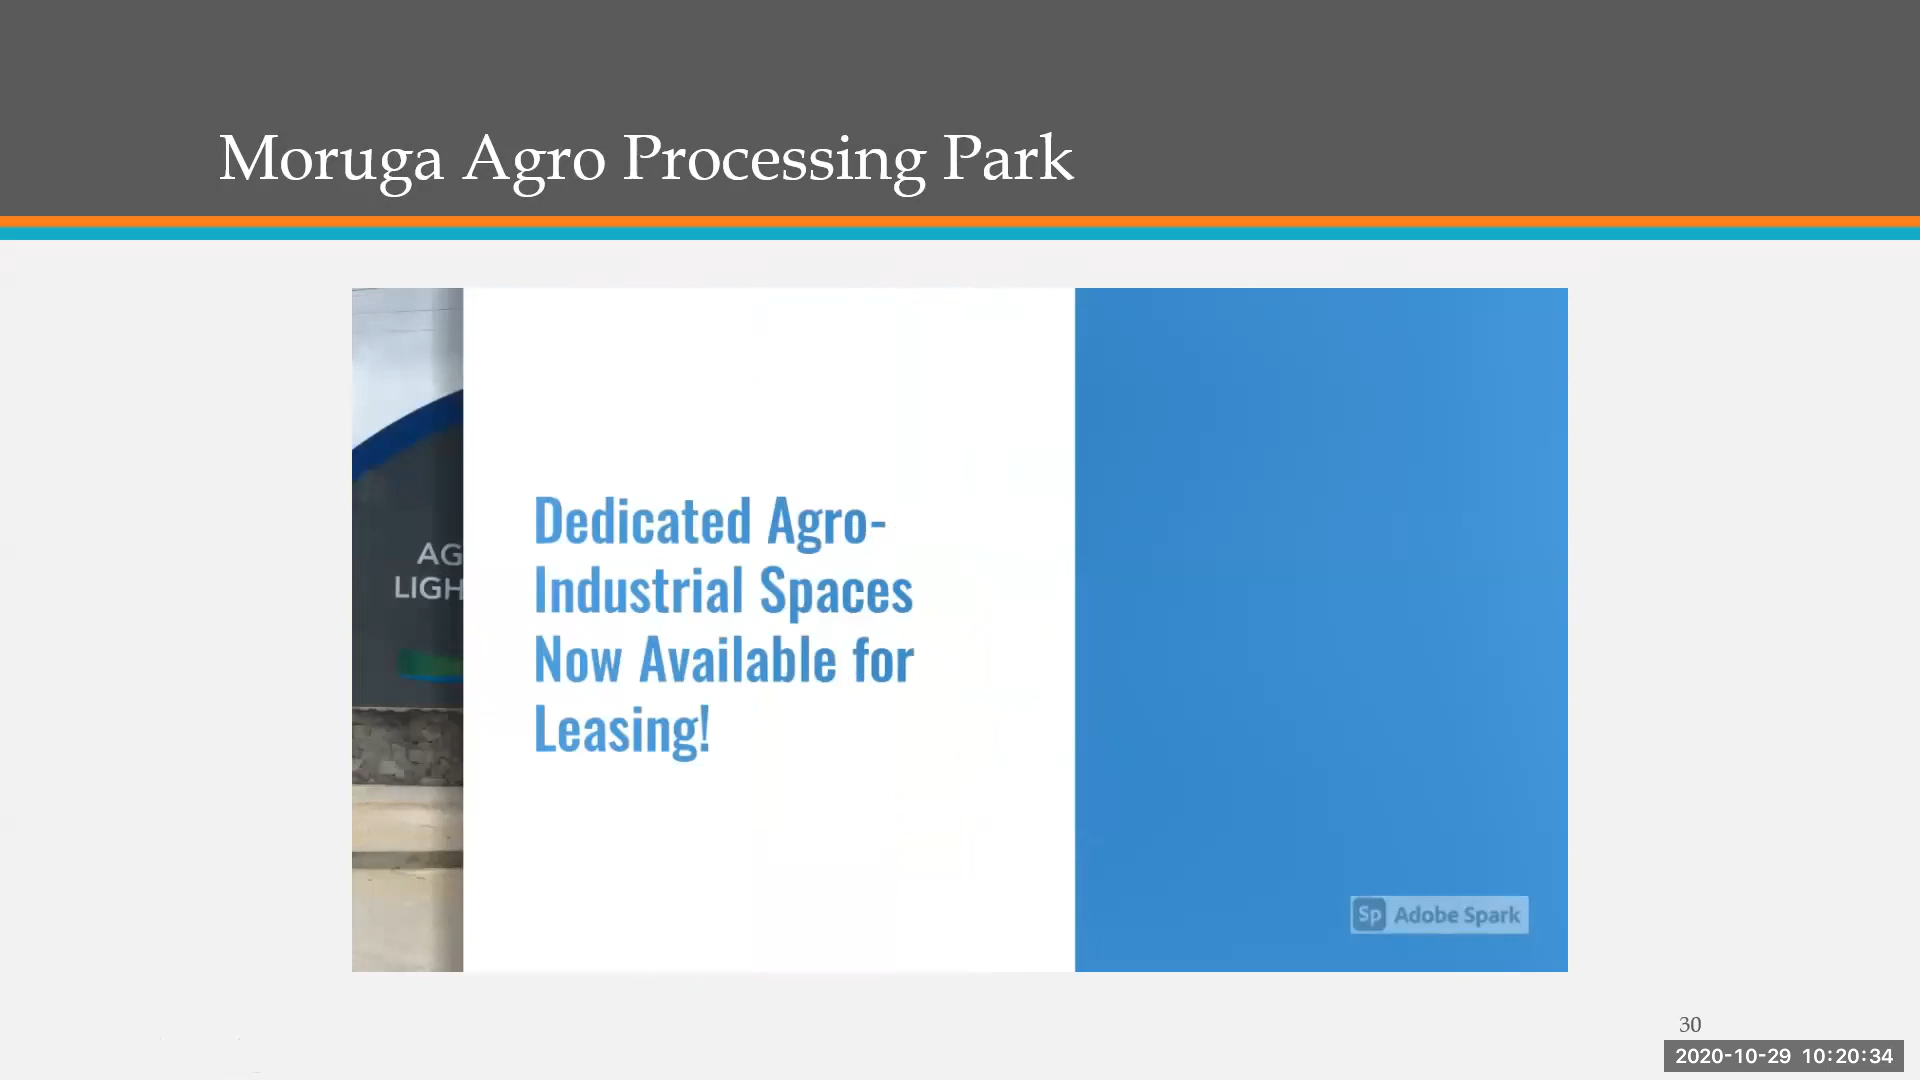 Moruga Agro Processing Park
AG
LIGH
Dedicated Agro-
Industrial Spaces
Now Available for
Leasing!
Sp Adobe Spark
30
2020-10-29 10:20:34